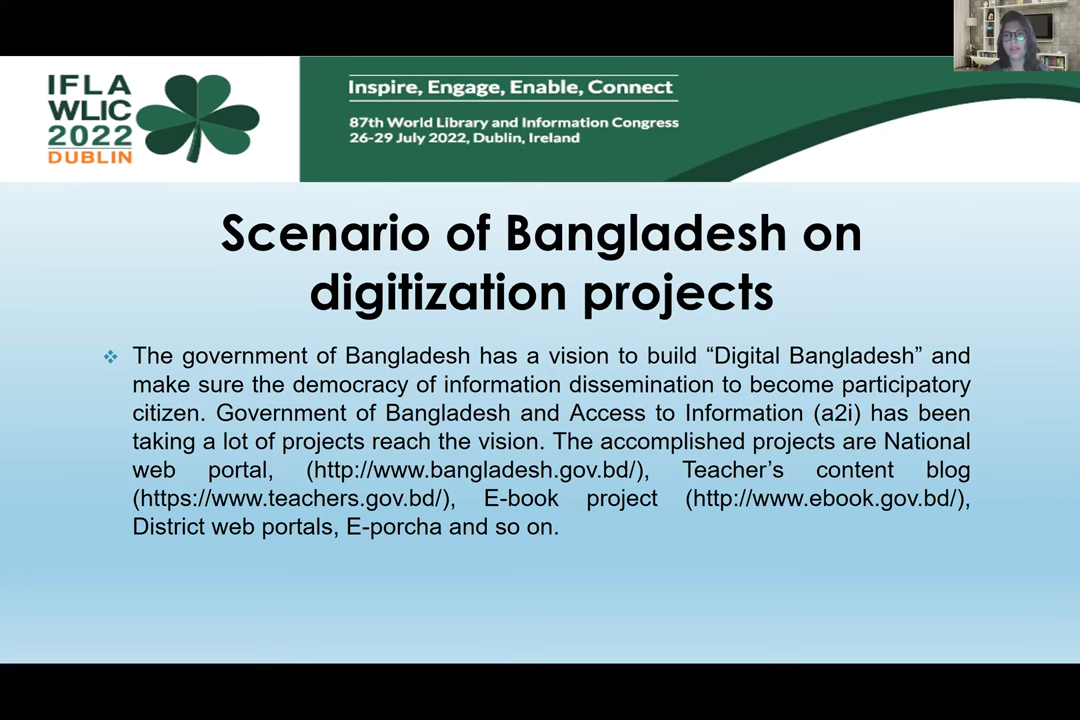 IFLA
WLIC
2022
DUBLIN
Inspire, Engage, Enable, Connect
87th World Library and Information Congress
26-29 July 2022, Dublin, Ireland
Scenario of Bangladesh on
digitization projects
The government of Bangladesh has a vision to build “Digital Bangladesh” and
make sure the democracy of information dissemination to become participatory
citizen. Government of Bangladesh and Access to Information (a2i) has been
taking a lot of projects reach the vision. The accomplished projects are National
web portal, (http://www.bangladesh.gov.bd/), Teacher’s content blog
(https://www.teachers.gov.bd/), E-book project (http://www.ebook.gov.bd/),
District web portals, E-porcha and so on.